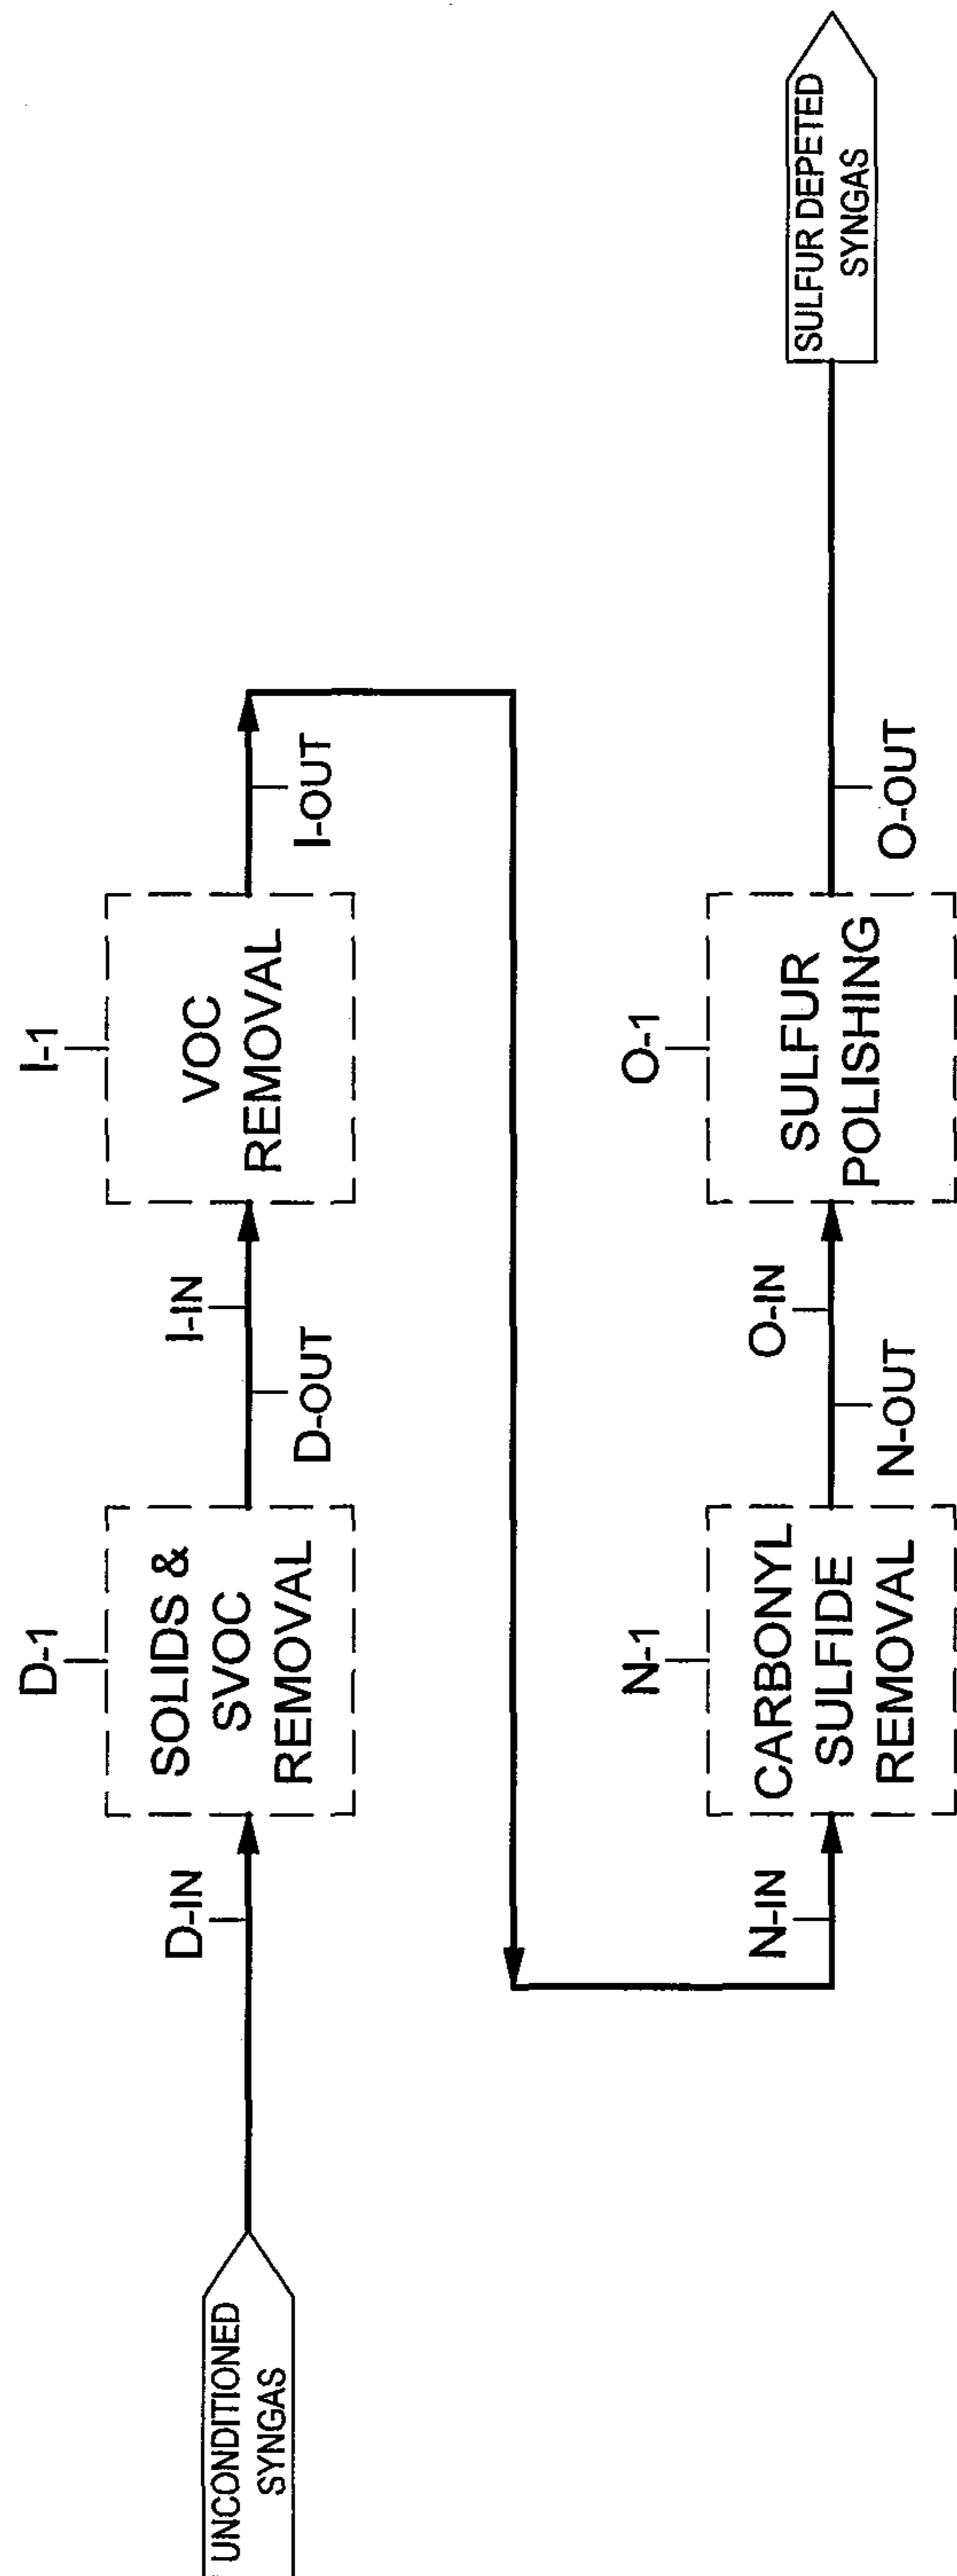 UNCONDITIONED
SYNGAS
D-IN
D-1
SOLIDS &
SVOC
REMOVAL
D-OUT
I-IN
I-1
VOC
REMOVAL
I-OUT
N-IN
N-1
CARBONYL
SULFIDE
REMOVAL
N-OUT
O-IN
O-1
SULFUR
POLISHING
O-OUT
SULFUR DEPETED
SYNGAS